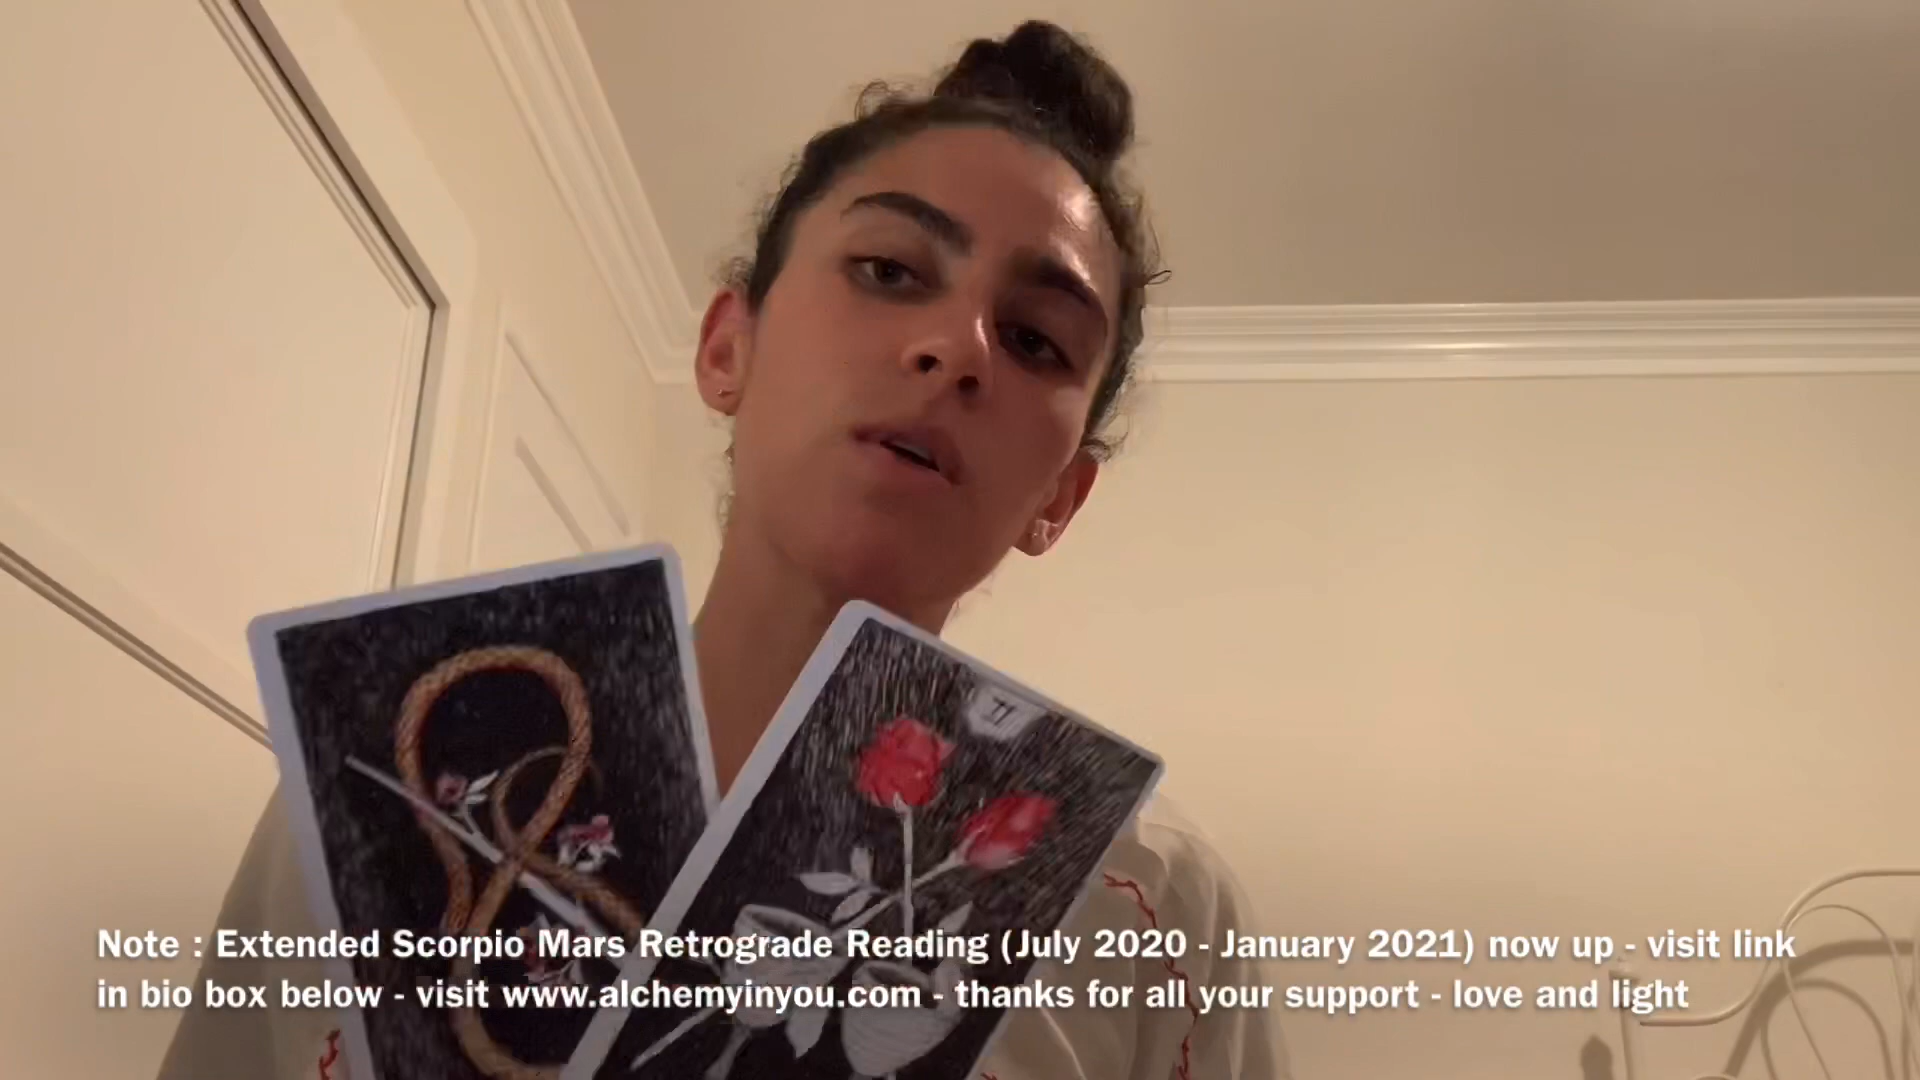 Note : Extended Scorpio Mars Retrograde Reading (July 2020 - January 2021) now up - visit link
in bio box below - visit www.alchemyinyou.com - thanks for all your support - love and light